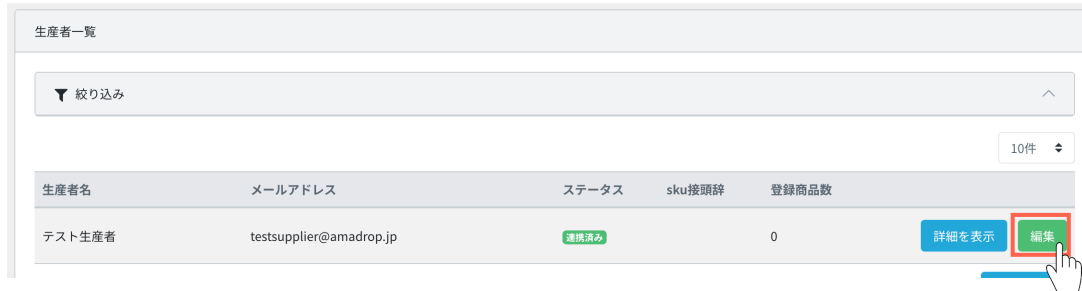 生産者一覧
絞り込み
10件
生産者名 メールアドレス ステータス sku接頭辞 登録商品数
テスト生産者 testsupplier@amadrop.jp 連携済み 0 詳細を表示 編集